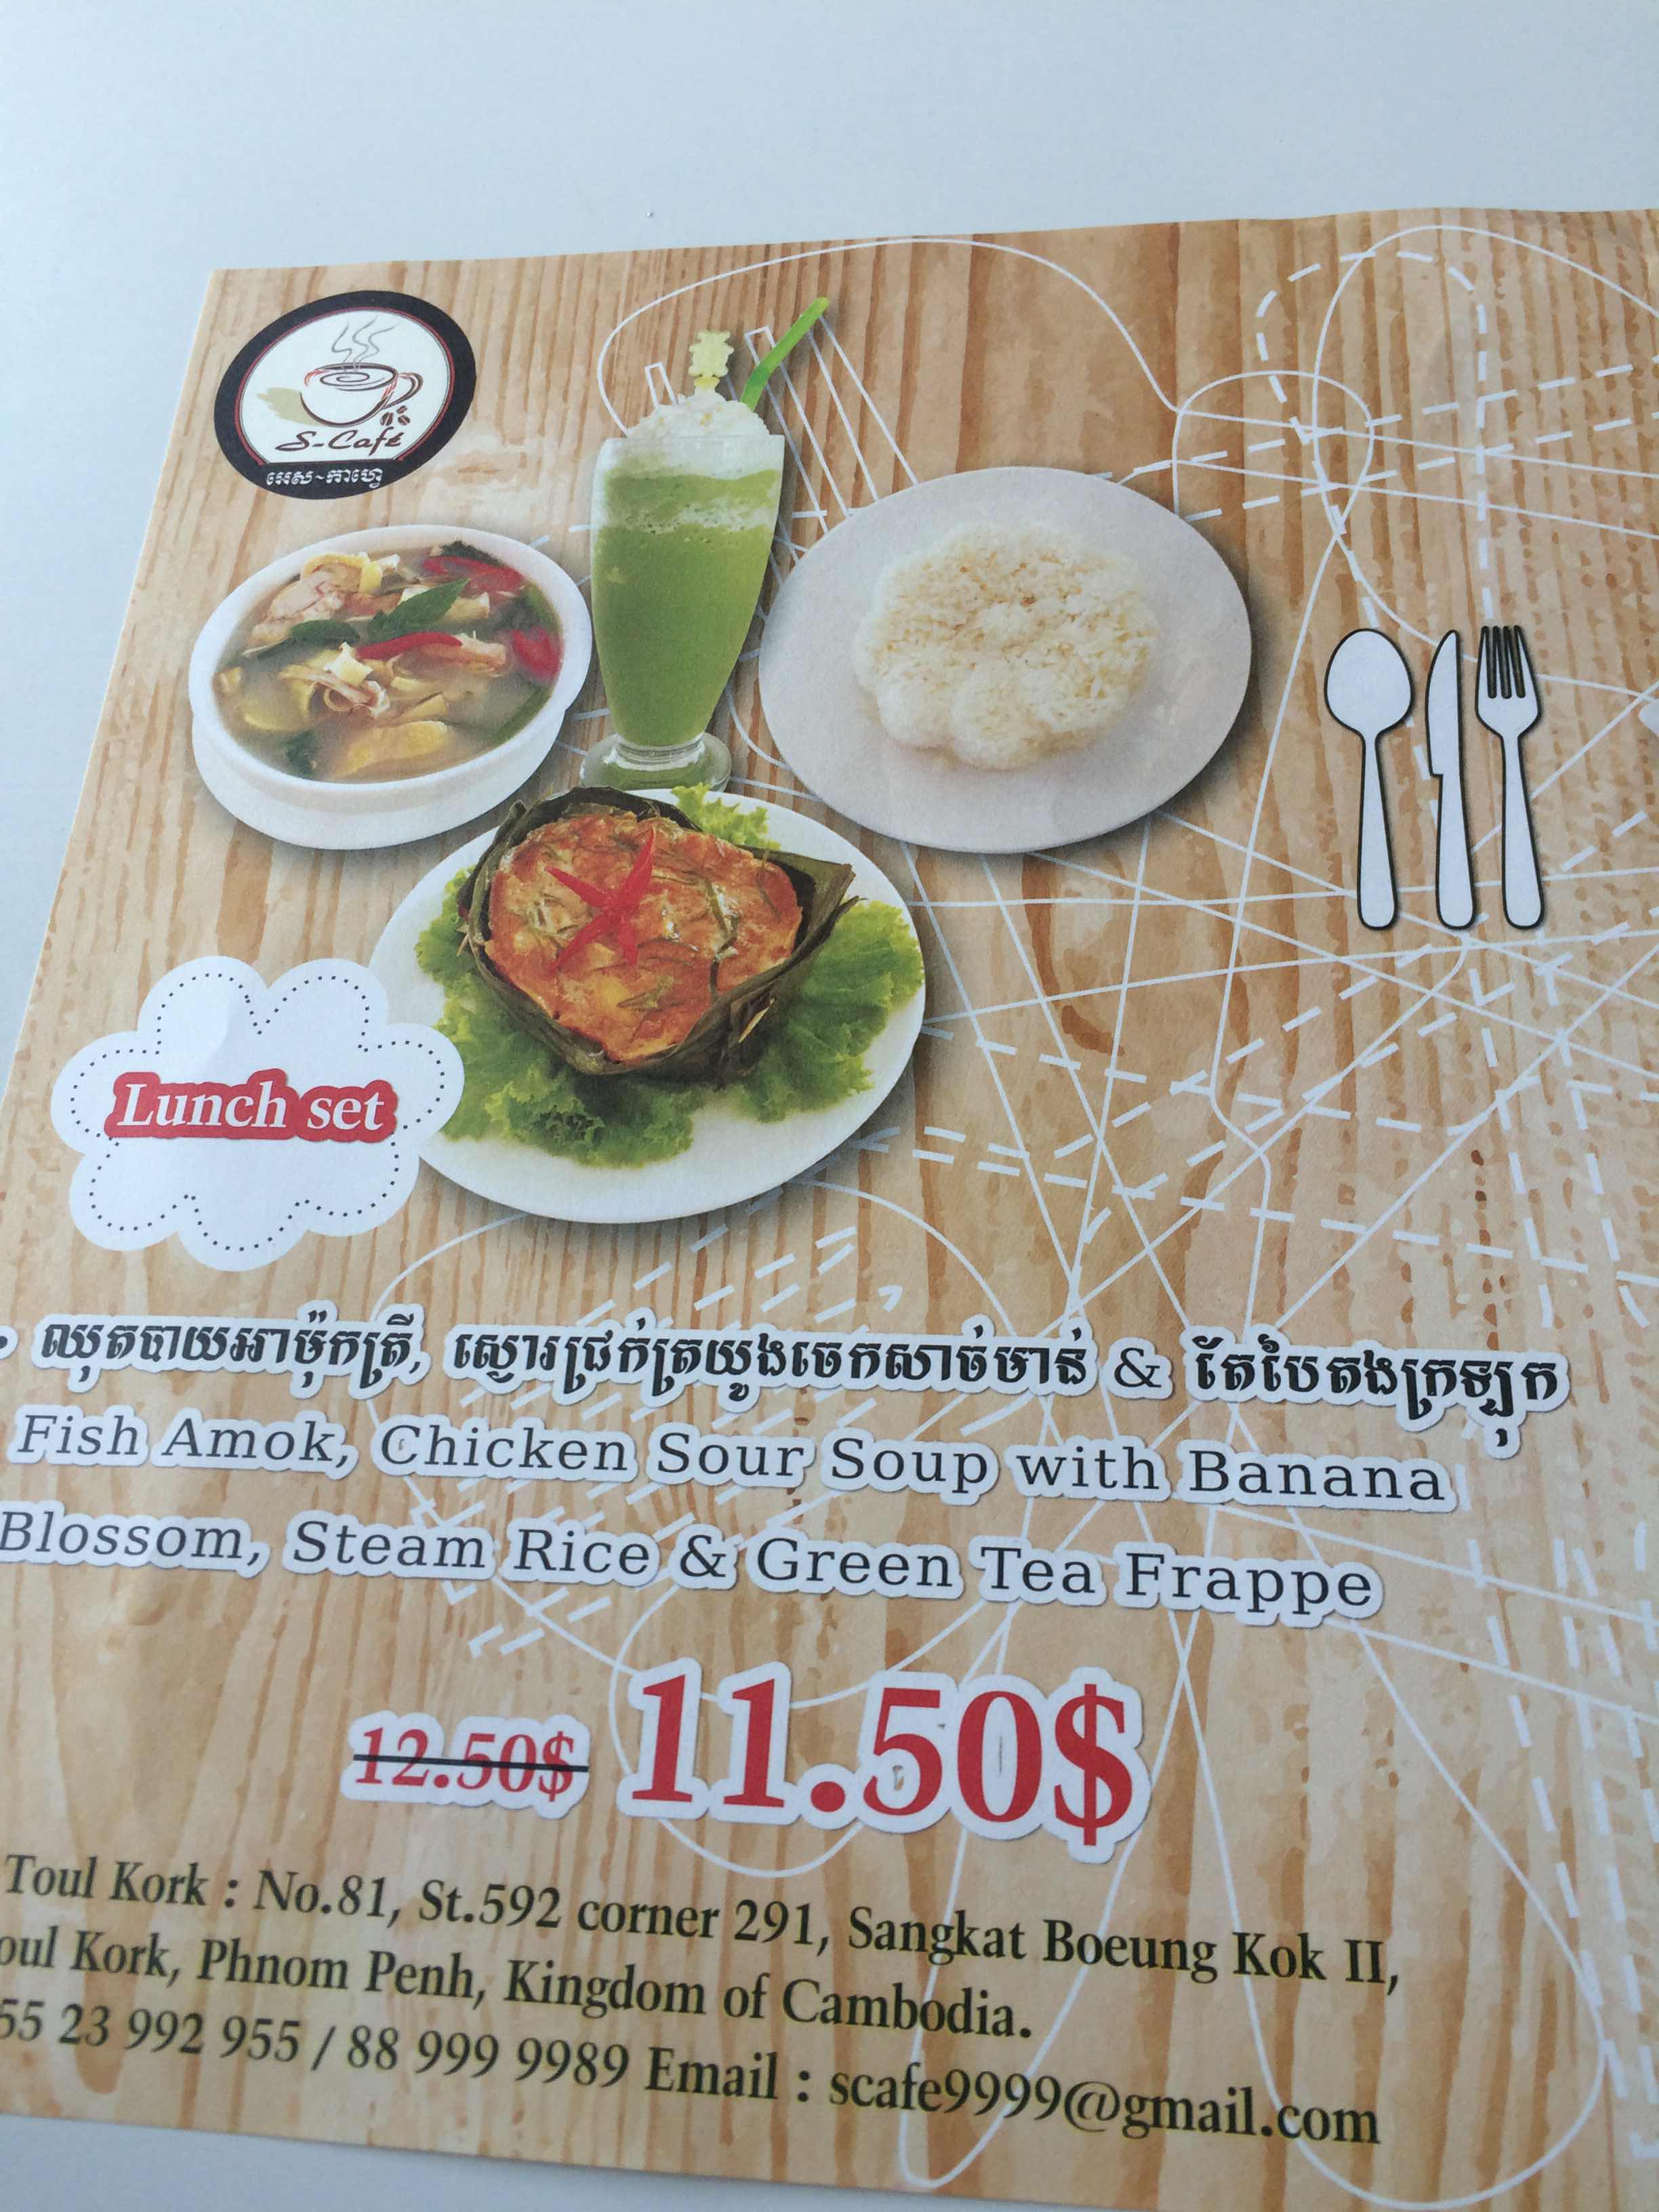 S-Café
អេស~កាហ្វេ
Lunch set
• ឈុតបាយអាម៉ុកត្រី, ស្ងោរជ្រក់ត្រយូងចេកសាច់មាន់ & តែបៃតងក្រឡុក
Fish Amok, Chicken Sour Soup with Banana
Blossom, Steam Rice & Green Tea Frappe
12.50$ 11.50$
Toul Kork : No.81, St.592 corner 291, Sangkat Boeung Kok II,
oul Kork, Phnom Penh, Kingdom of Cambodia.
55 23 992 955 / 88 999 9989 Email : scafe9999@gmail.com